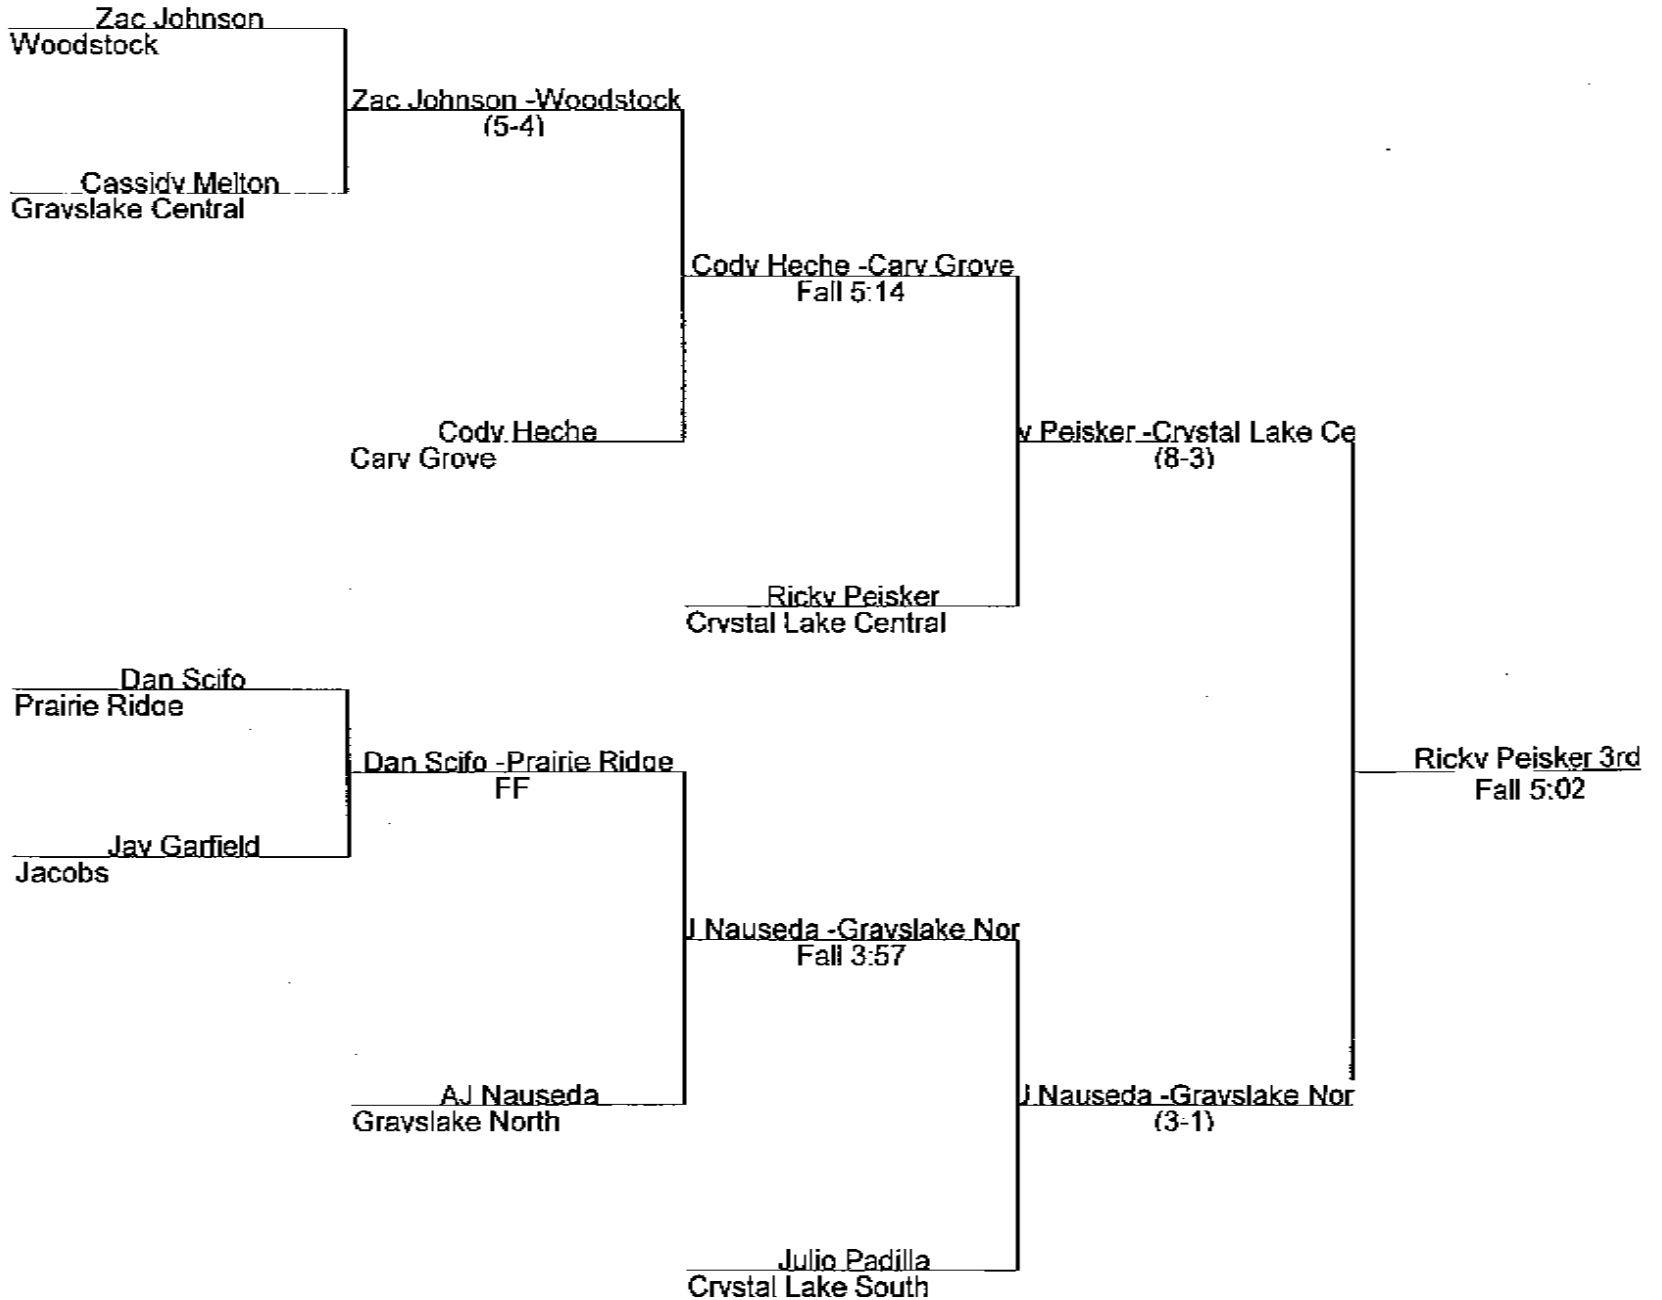 Zac Johnson
Woodstock
Zac Johnson -Woodstock
(5-4)
Cassidy Melton
Grayslake Central
Cody Heche -Cary Grove
Fall 5:14
Cody Heche
Cary Grove
y Peisker -Crystal Lake Ce
(8-3)
Ricky Peisker
Crystal Lake Central
Dan Scifo
Prairie Ridge
Dan Scifo -Prairie Ridge
FF
Ricky Peisker 3rd
Fall 5:02
Jay Garfield
Jacobs
J Nauseda -Grayslake Nor
Fall 3:57
AJ Nauseda
Grayslake North
J Nauseda -Grayslake Nor
(3-1)
Julio Padilla
Crystal Lake South